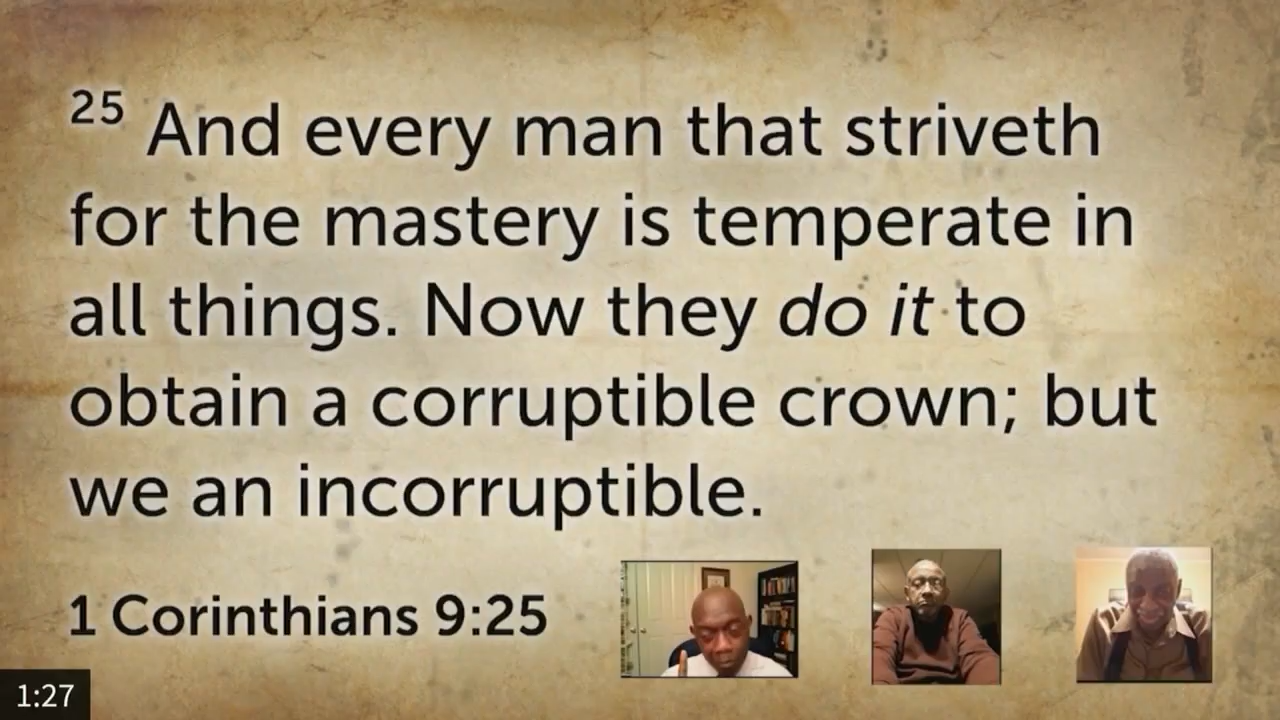 25 And every man that striveth
for the mastery is temperate in
all things. Now they do it to
obtain a corruptible crown; but
we an incorruptible.
1 Corinthians 9:25
1:27